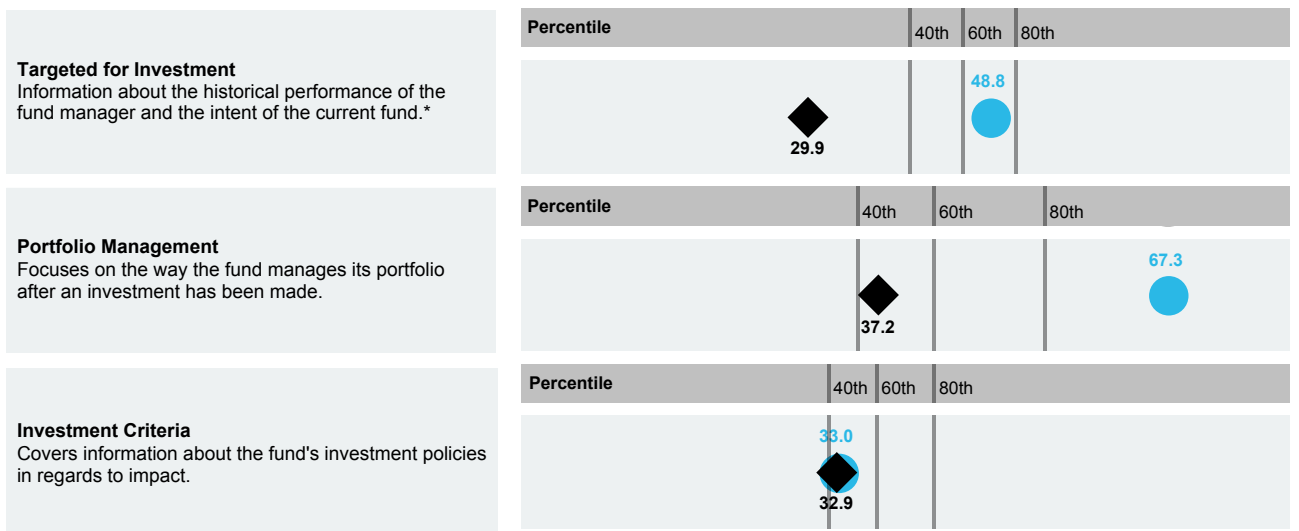 Percentile
40th 60th 80th
Targeted for Investment
Information about the historical performance of the
fund manager and the intent of the current fund.*
48.8
29.9
Percentile
40th 60th 80th
Portfolio Management
Focuses on the way the fund manages its portfolio
after an investment has been made.
67.3
37.2
Percentile
40th 60th 80th
Investment Criteria
Covers information about the fund's investment policies
in regards to impact.
33.0
32.9